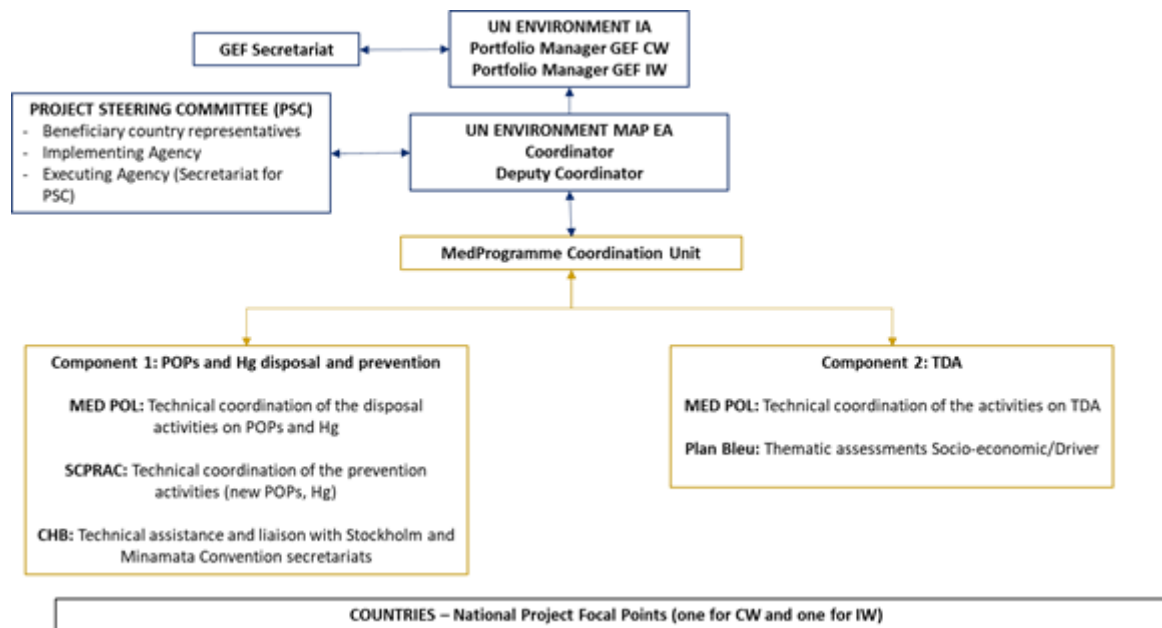 UN ENVIRONMENT IA
Portfolio Manager GEF CW
Portfolio Manager GEF IW
GEF Secretariat
PROJECT STEERING COMMITTEE (PSC)
- Beneficiary country representatives
- Implementing Agency
- Executing Agency (Secretariat for
PSC)
UN ENVIRONMENT MAP EA
Coordinator
Deputy Coordinator
MedProgramme Coordination Unit
Component 1: POPs and Hg disposal and prevention
MED POL: Technical coordination of the disposal
activities on POPs and Hg
SCPRAC: Technical coordination of the prevention
activities (new POPs, Hg)
CHB: Technical assistance and liaison with Stockholm and
Minamata Convention secretariats
Component 2: TDA
MED POL: Technical coordination of the activities on TDA
Plan Bleu: Thematic assessments Socio-economic/Driver
COUNTRIES – National Project Focal Points (one for CW and one for IW)